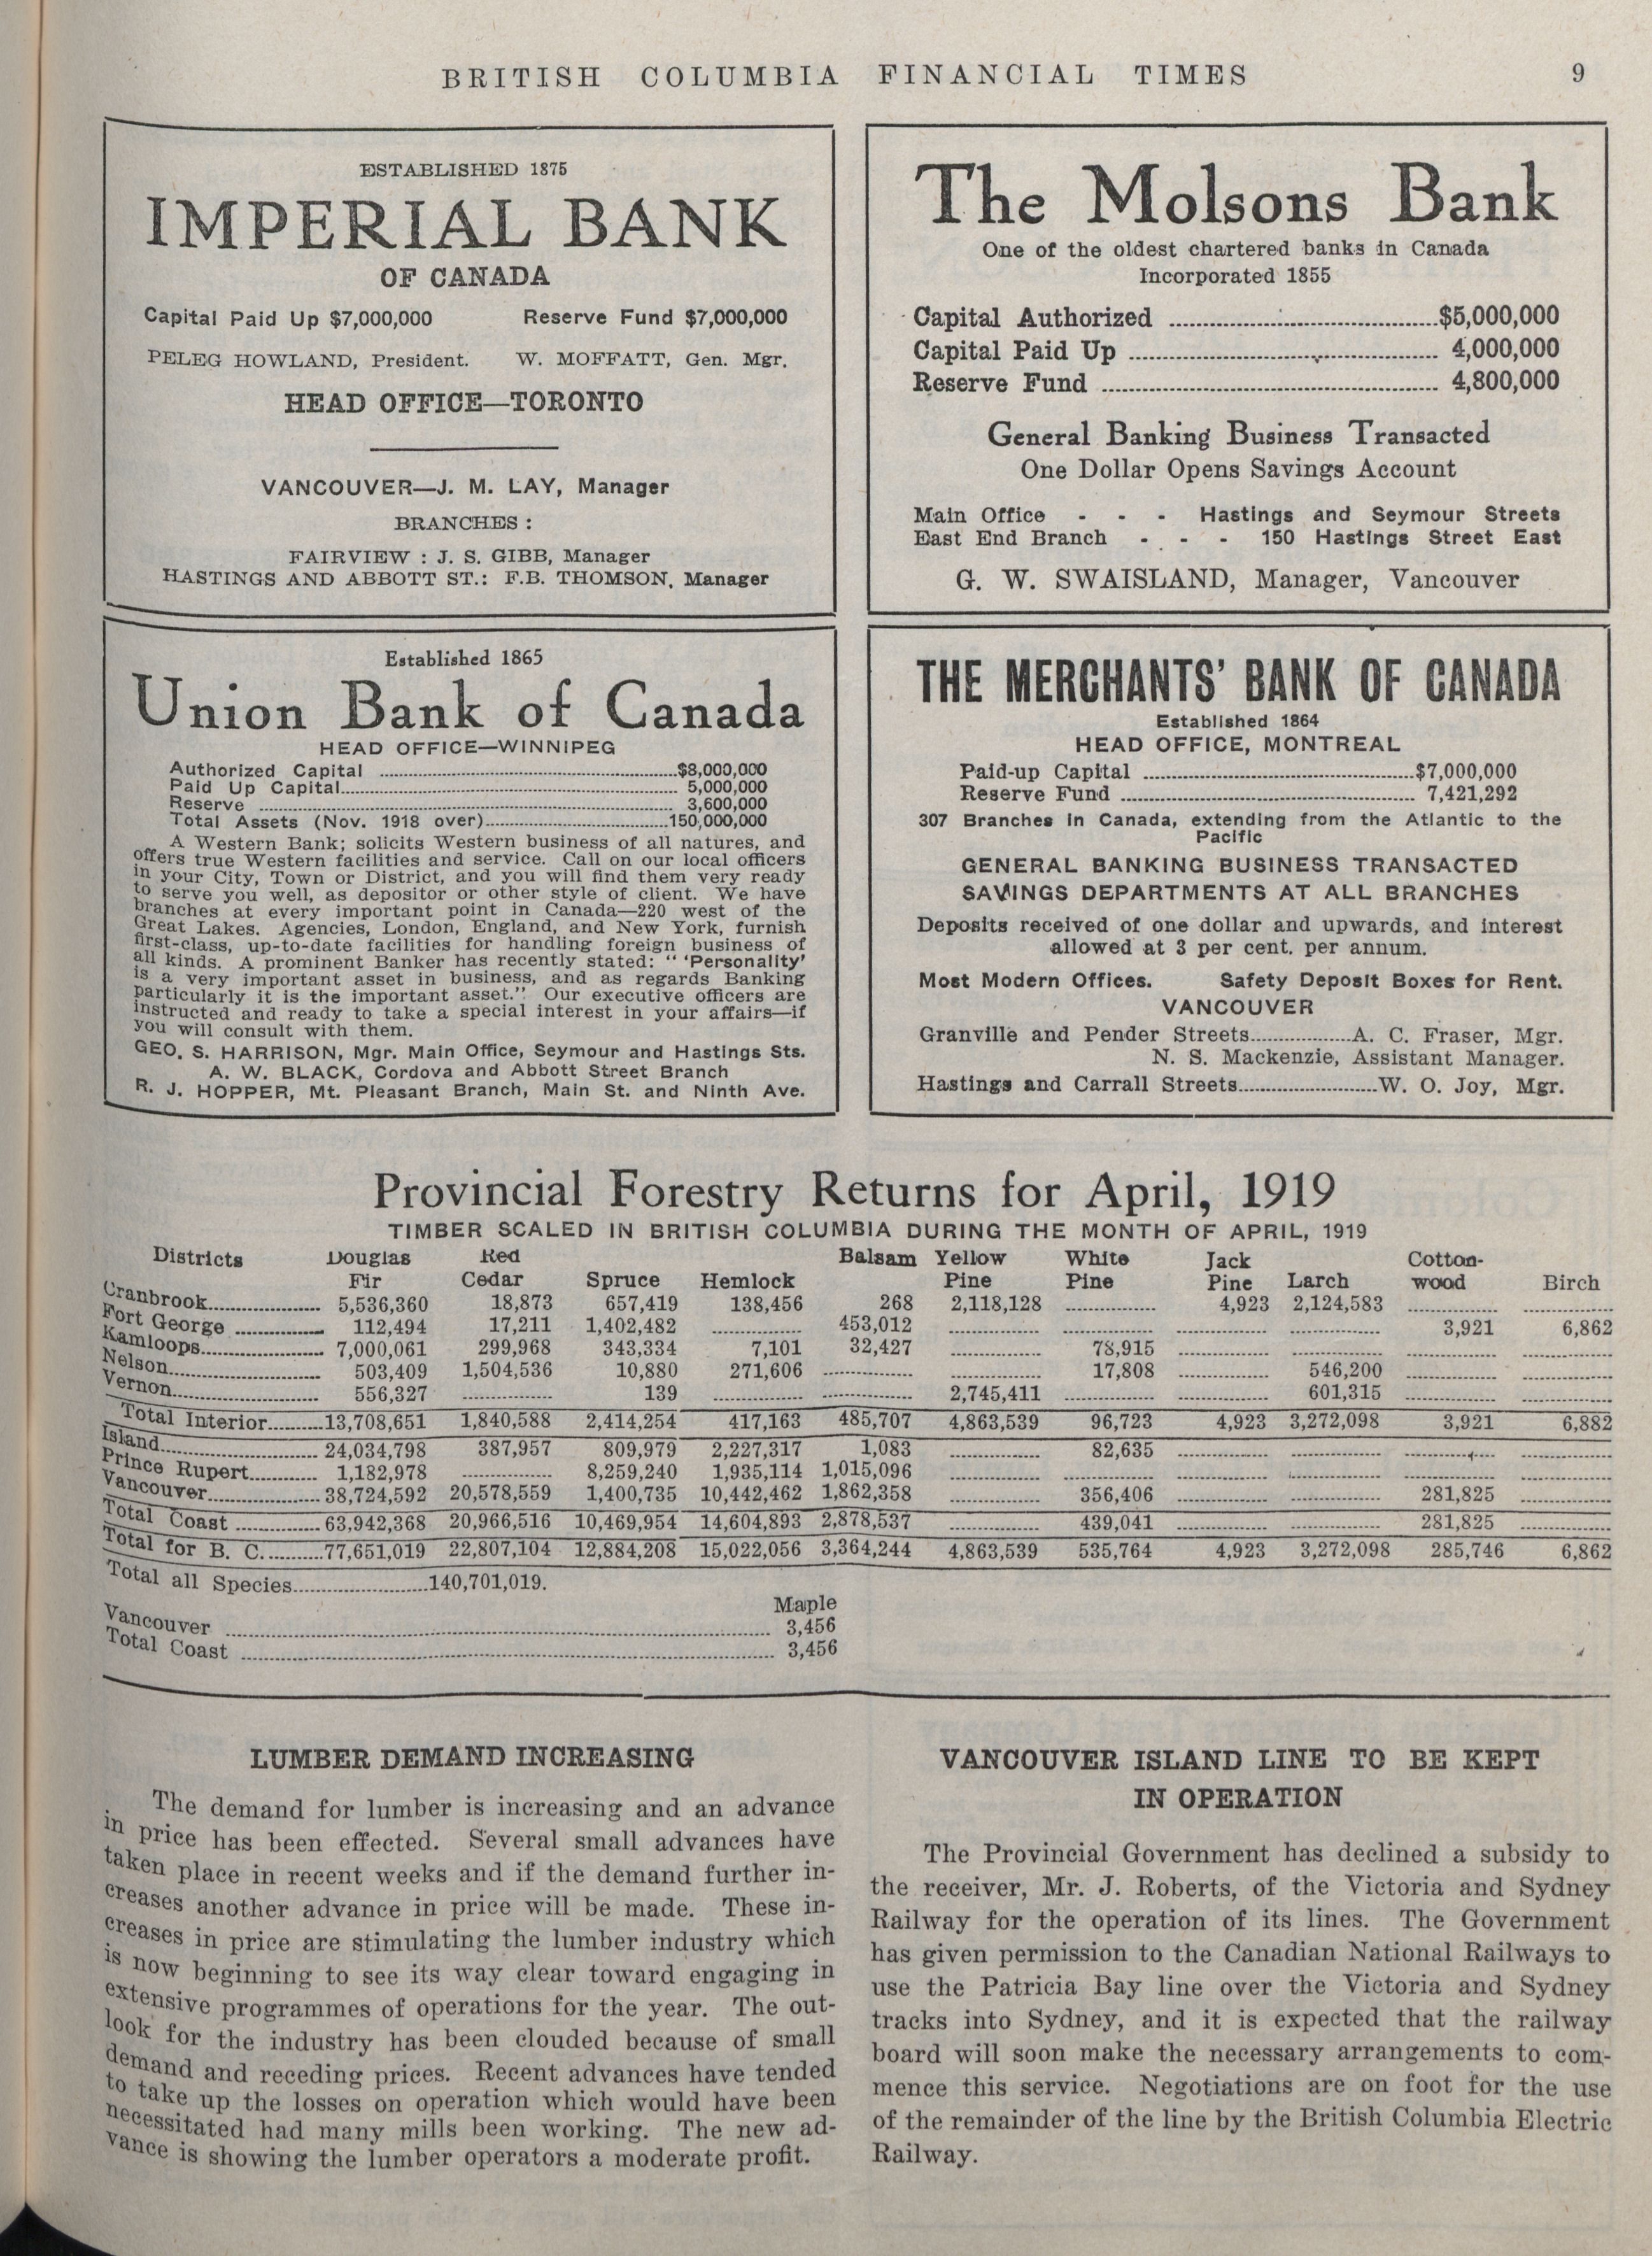 BRITISH COLUMBIA FINANCIAL TIMES 9
ESTABLISHED 1875
IMPERIAL BANK
OF CANADA
Capital Paid Up $7,000,000 Reserve Fund $7,000,000
PELEG HOWLAND, President. W. MOFFATT, Gen. Mgr.
HEAD OFFICE—TORONTO
VANCOUVER—J. M. LAY, Manager
BRANCHES :
FAIRVIEW : J. S. GIBB, Manager
HASTINGS AND ABBOTT ST.: F.B. THOMSON, Manager
The Molsons Bank
One of the oldest chartered banks in Canada
Incorporated 1855
Capital Authorized ........ $5,000,000
Capital Paid Up ........ 4,000,000
Reserve Fund ........ 4,800,000
General Banking Business Transacted
One Dollar Opens Savings Account
Main Office - - - Hastings and Seymour Streets
East End Branch - - - 150 Hastings Street East
G. W. SWAISLAND, Manager, Vancouver
Established 1865
Union Bank of Canada
HEAD OFFICE—WINNIPEG
Authorized Capital ........ $8,000,000
Paid Up Capital ........ 5,000,000
Reserve ........ 3,600,000
Total Assets (Nov. 1918 over) ........ 150,000,000
A Western Bank; solicits Western business of all natures, and
offers true Western facilities and service. Call on our local officers
in your City, Town or District, and you will find them very ready
to serve you well, as depositor or other style of client. We have
branches at every important point in Canada—220 west of the
Great Lakes. Agencies, London, England, and New York, furnish
first-class, up-to-date facilities for handling foreign business of
all kinds. A prominent Banker has recently stated: " 'Personality'
is a very important asset in business, and as regards Banking
particularly it is the important asset." Our executive officers are
instructed and ready to take a special interest in your affairs—if
you will consult with them.
GEO. S. HARRISON, Mgr. Main Office, Seymour and Hastings Sts.
A. W. BLACK, Cordova and Abbott Street Branch
R. J. HOPPER, Mt. Pleasant Branch, Main St. and Ninth Ave.
THE MERCHANTS' BANK OF CANADA
Established 1864
HEAD OFFICE, MONTREAL
Paid-up Capital ........ $7,000,000
Reserve Fund ........ 7,421,292
307 Branches in Canada, extending from the Atlantic to the
Pacific
GENERAL BANKING BUSINESS TRANSACTED
SAVINGS DEPARTMENTS AT ALL BRANCHES
Deposits received of one dollar and upwards, and interest
allowed at 3 per cent. per annum.
Most Modern Offices. Safety Deposit Boxes for Rent.
VANCOUVER
Granville and Pender Streets ........ A. C. Fraser, Mgr.
N. S. Mackenzie, Assistant Manager.
Hastings and Carrall Streets ........ W. O. Joy, Mgr.
Provincial Forestry Returns for April, 1919
TIMBER SCALED IN BRITISH COLUMBIA DURING THE MONTH OF APRIL, 1919
Districts Douglas Red Balsam Yellow White Jack Cotton-
Fir Cedar Spruce Hemlock Pine Pine Pine Larch wood Birch
Cranbrook ........ 5,536,360 18,873 657,419 138,456 268 2,118,128 ........ 4,923 2,124,583 ........ ........
Fort George ........ 112,494 17,211 1,402,482 ........ 453,012 ........ ........ ........ ........ 3,921 6,862
Kamloops ........ 7,000,061 299,968 343,334 7,101 32,427 ........ 78,915 ........ ........ ........ ........
Nelson ........ 503,409 1,504,536 10,880 271,606 ........ ........ 17,808 ........ 546,200 ........ ........
Vernon ........ 556,327 ........ 139 ........ ........ 2,745,411 ........ ........ 601,315 ........ ........
Total Interior ........ 13,708,651 1,840,588 2,414,254 417,163 485,707 4,863,539 96,723 4,923 3,272,098 3,921 6,882
Island ........ 24,034,798 387,957 809,979 2,227,317 1,083 ........ 82,635 ........ ........ ........ ........
Prince Rupert ........ 1,182,978 ........ 8,259,240 1,935,114 1,015,096 ........ ........ ........ ........ ........ ........
Vancouver ........ 38,724,592 20,578,559 1,400,735 10,442,462 1,862,358 ........ 356,406 ........ ........ 281,825 ........
Total Coast ........ 63,942,368 20,966,516 10,469,954 14,604,893 2,878,537 ........ 439,041 ........ ........ 281,825 ........
Total for B. C. ........ 77,651,019 22,807,104 12,884,208 15,022,056 3,364,244 4,863,539 535,764 4,923 3,272,098 285,746 6,862
Total all Species ........ 140,701,019.
Maple
Vancouver ........ 3,456
Total Coast ........ 3,456
LUMBER DEMAND INCREASING
The demand for lumber is increasing and an advance
in price has been effected. Several small advances have
taken place in recent weeks and if the demand further in-
creases another advance in price will be made. These in-
creases in price are stimulating the lumber industry which
is now beginning to see its way clear toward engaging in
extensive programmes of operations for the year. The out-
look for the industry has been clouded because of small
demand and receding prices. Recent advances have tended
to take up the losses on operation which would have been
necessitated had many mills been working. The new ad-
vance is showing the lumber operators a moderate profit.
VANCOUVER ISLAND LINE TO BE KEPT
IN OPERATION
The Provincial Government has declined a subsidy to
the receiver, Mr. J. Roberts, of the Victoria and Sydney
Railway for the operation of its lines. The Government
has given permission to the Canadian National Railways to
use the Patricia Bay line over the Victoria and Sydney
tracks into Sydney, and it is expected that the railway
board will soon make the necessary arrangements to com-
mence this service. Negotiations are on foot for the use
of the remainder of the line by the British Columbia Electric
Railway.